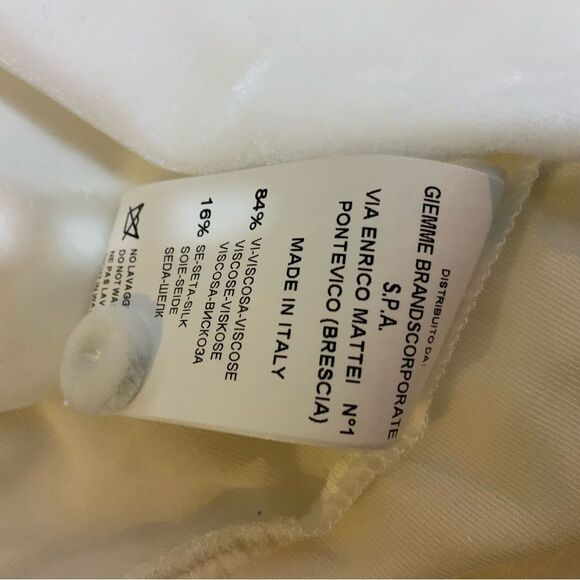 DISTRIBUITO DA:
GIEMME BRANDSCORPORATE
S.P.A.
VIA ENRICO MATTEI N°1
PONTEVICO (BRESCIA)
MADE IN ITALY
84% VI-VISCOSA-VISCOSE
VISCOSE-VISKOSE
VISCOSA-ВИСКОЗА
16% SE-SETA-SILK
SOIE-SEIDE
SEDA-ШЕЛК
NO LAVAGG
DO NOT WA
NE PAS LAV